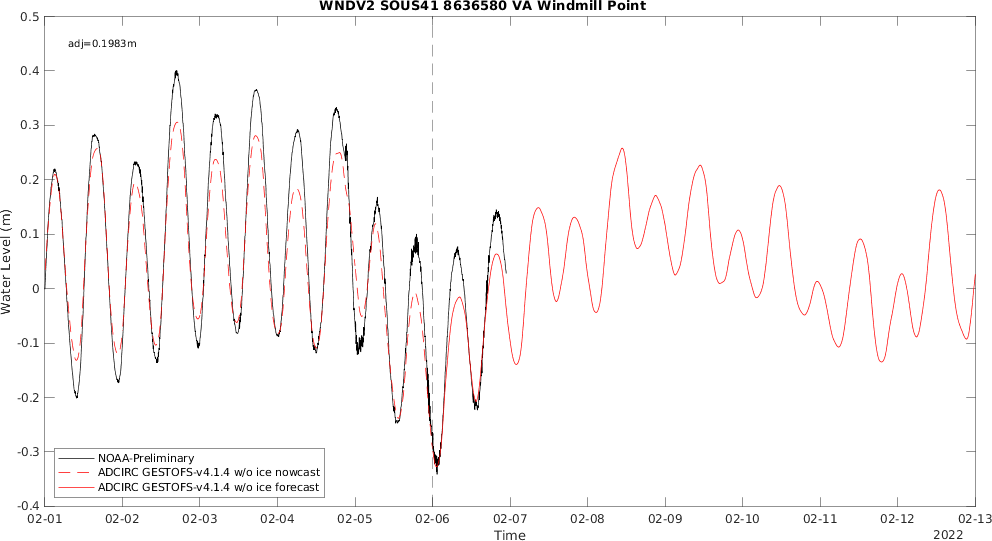 WNDV2 SOUS41 8636580 VA Windmill Point
adj=0.1983m
0.5
0.4
0.3
0.2
0.1
0
-0.1
-0.2
-0.3
-0.4
Water Level (m)
NOAA-Preliminary
ADCIRC GESTOFS-v4.1.4 w/o ice nowcast
ADCIRC GESTOFS-v4.1.4 w/o ice forecast
02-01 02-02 02-03 02-04 02-05 02-06 02-07 02-08 02-09 02-10 02-11 02-12 02-13
Time
2022